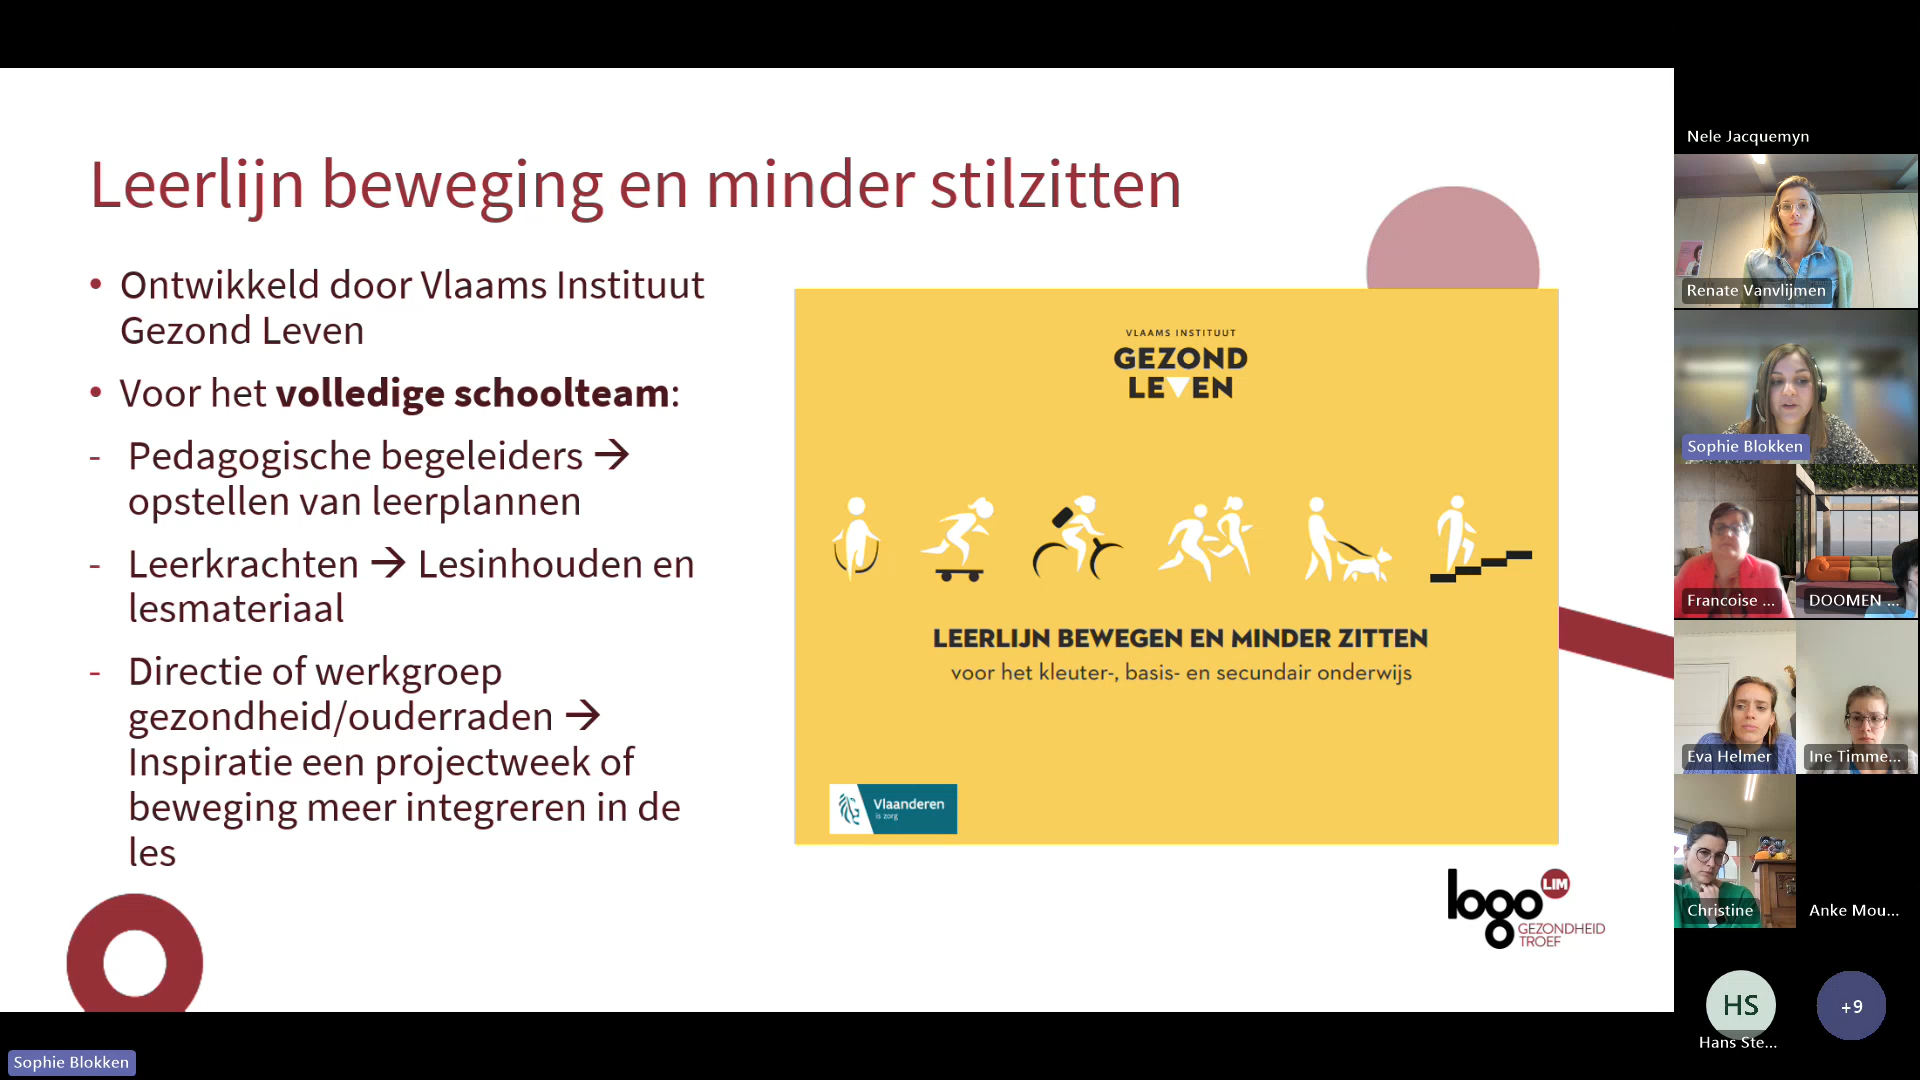 Leerlijn beweging en minder stilzitten
• Ontwikkeld door Vlaams Instituut
Gezond Leven
• Voor het volledige schoolteam:
- Pedagogische begeleiders →
opstellen van leerplannen
- Leerkrachten → Lesinhouden en
lesmateriaal
- Directie of werkgroep
gezondheid/ouderraden →
Inspiratie een projectweek of
beweging meer integreren in de
les
VLAAMS INSTITUUT
GEZOND
LEVEN
LEERLIJN BEWEGEN EN MINDER ZITTEN
voor het kleuter-, basis- en secundair onderwijs
Vlaanderen
is zorg
logo LIM
GEZONDHEID
TROEF
Nele Jacquemyn
Renate Vanvlijmen
Sophie Blokken
Francoise ...
DOOMEN ...
Eva Helmer
Ine Timme...
Christine
Anke Mou...
HS
Hans Ste...
+9
Sophie Blokken